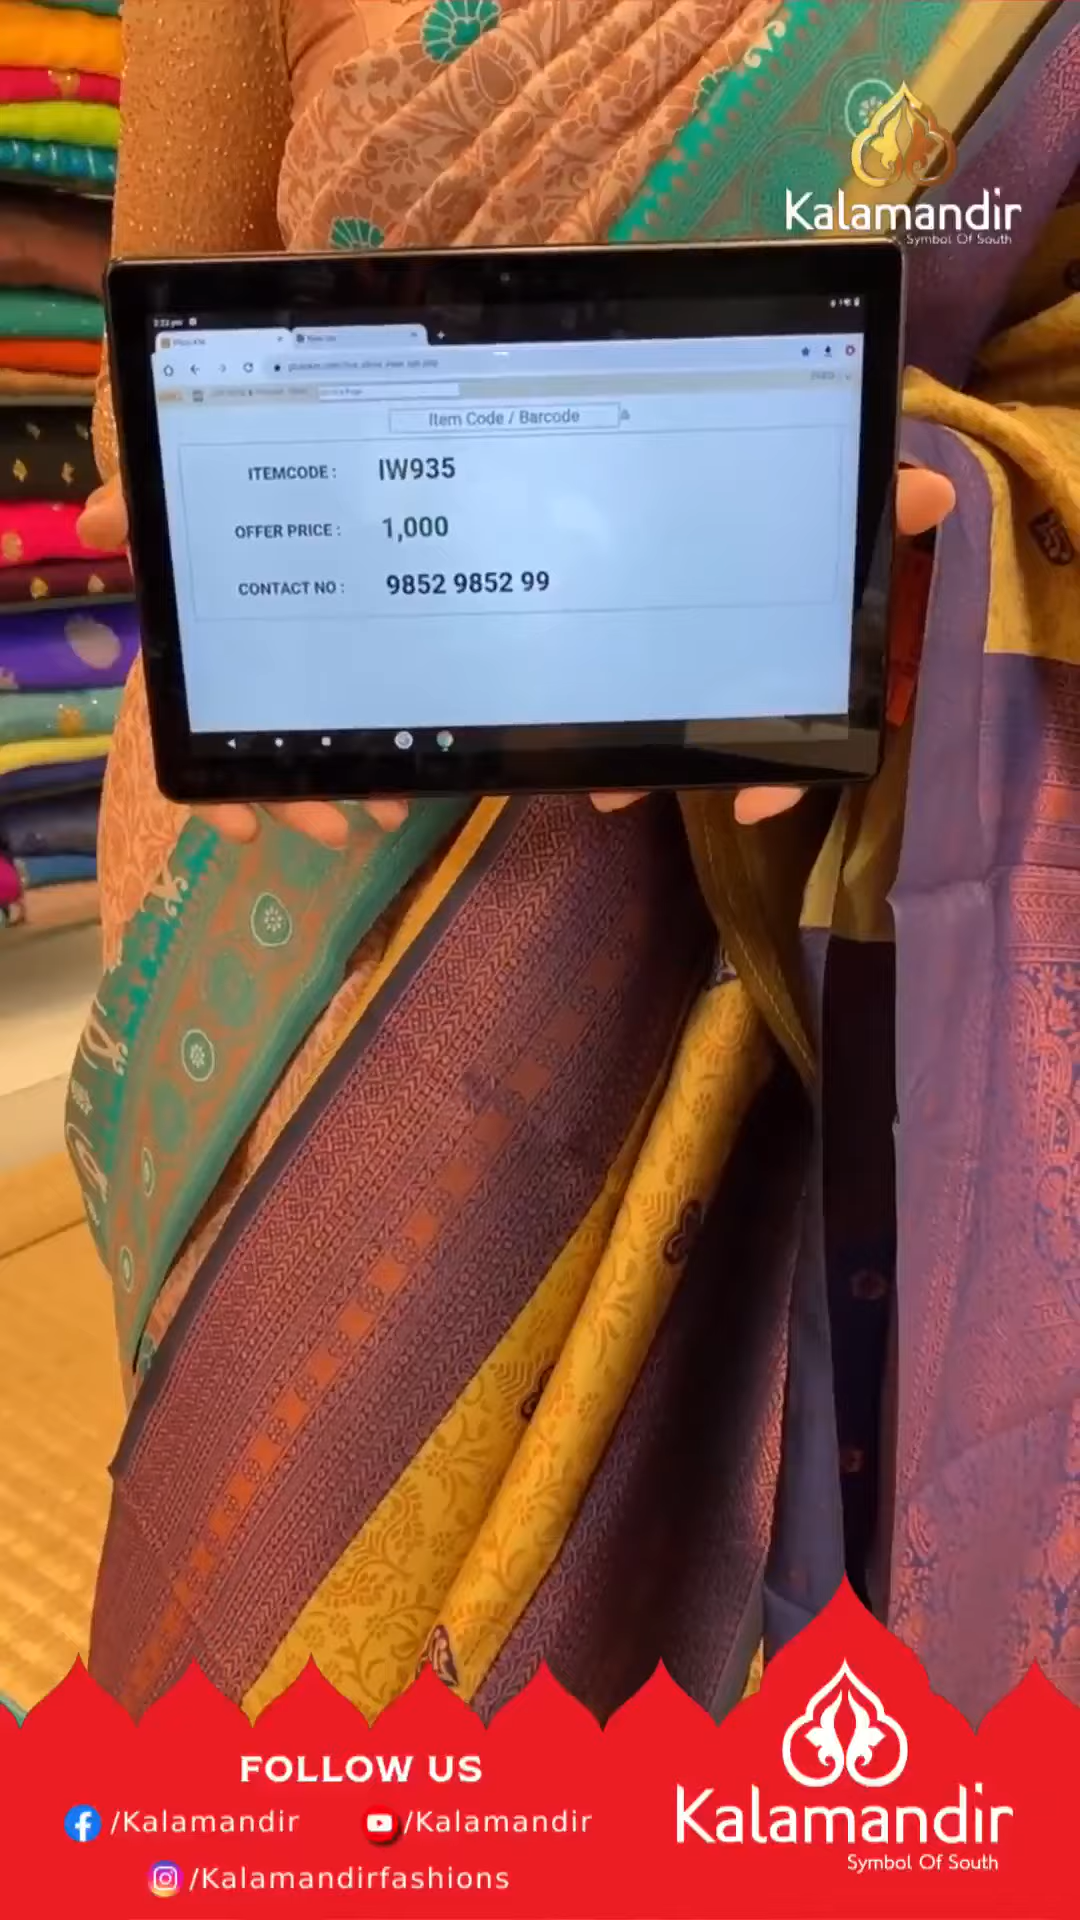 Kalamandir
Symbol Of South
Item Code / Barcode
ITEMCODE : IW935
OFFER PRICE : 1,000
CONTACT NO : 9852 9852 99
FOLLOW US
/Kalamandir /Kalamandir
/Kalamandirfashions
Kalamandir
Symbol Of South